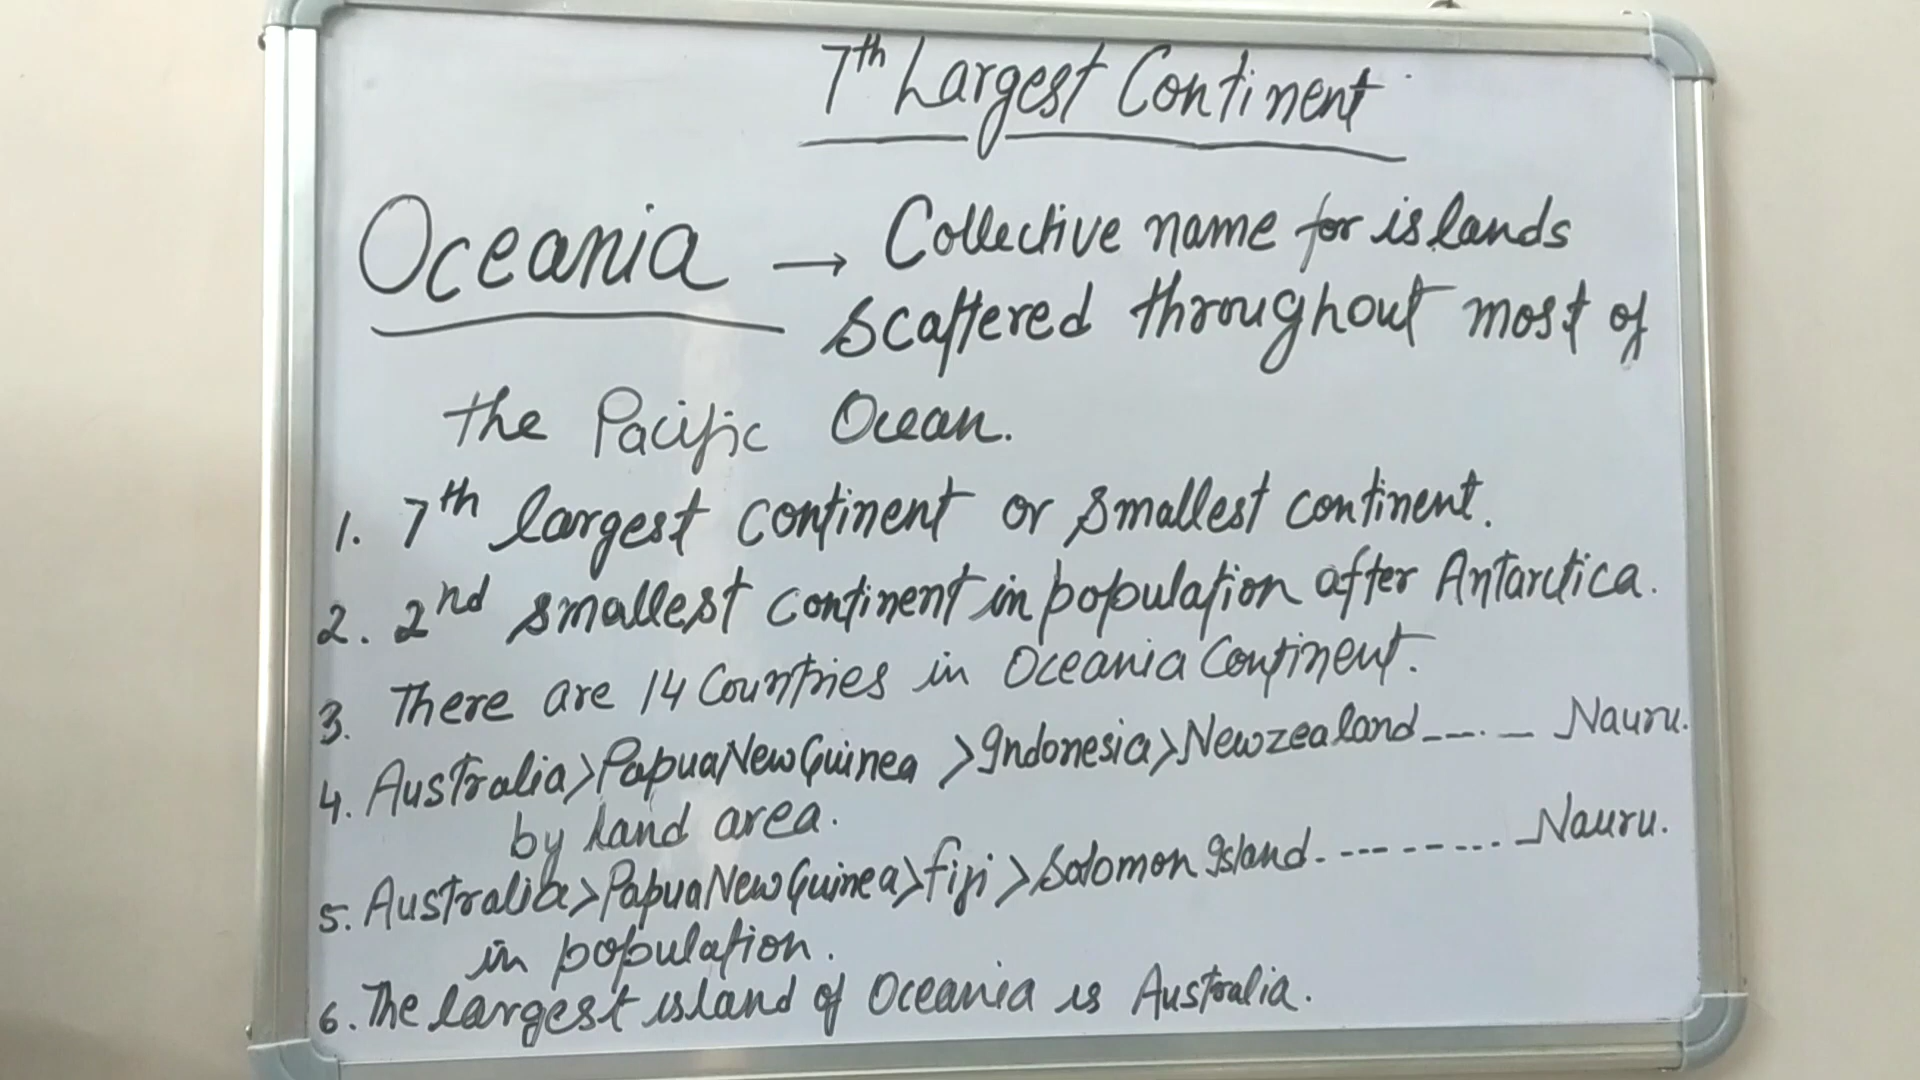 7th Largest Continent
Oceania → Collective name for islands
scattered throughout most of
the Pacific Ocean.
1. 7th largest continent or smallest continent.
2. 2nd smallest continent in population after Antarctica.
3. There are 14 Countries in Oceania Continent.
4. Australia>Papua New Guinea >Indonesia>Newzealand----- Nauru.
by land area.
5. Australia>Papua New Guinea>fiji>Solomon Island.--------- Nauru.
in population.
6. The largest island of Oceania is Australia.